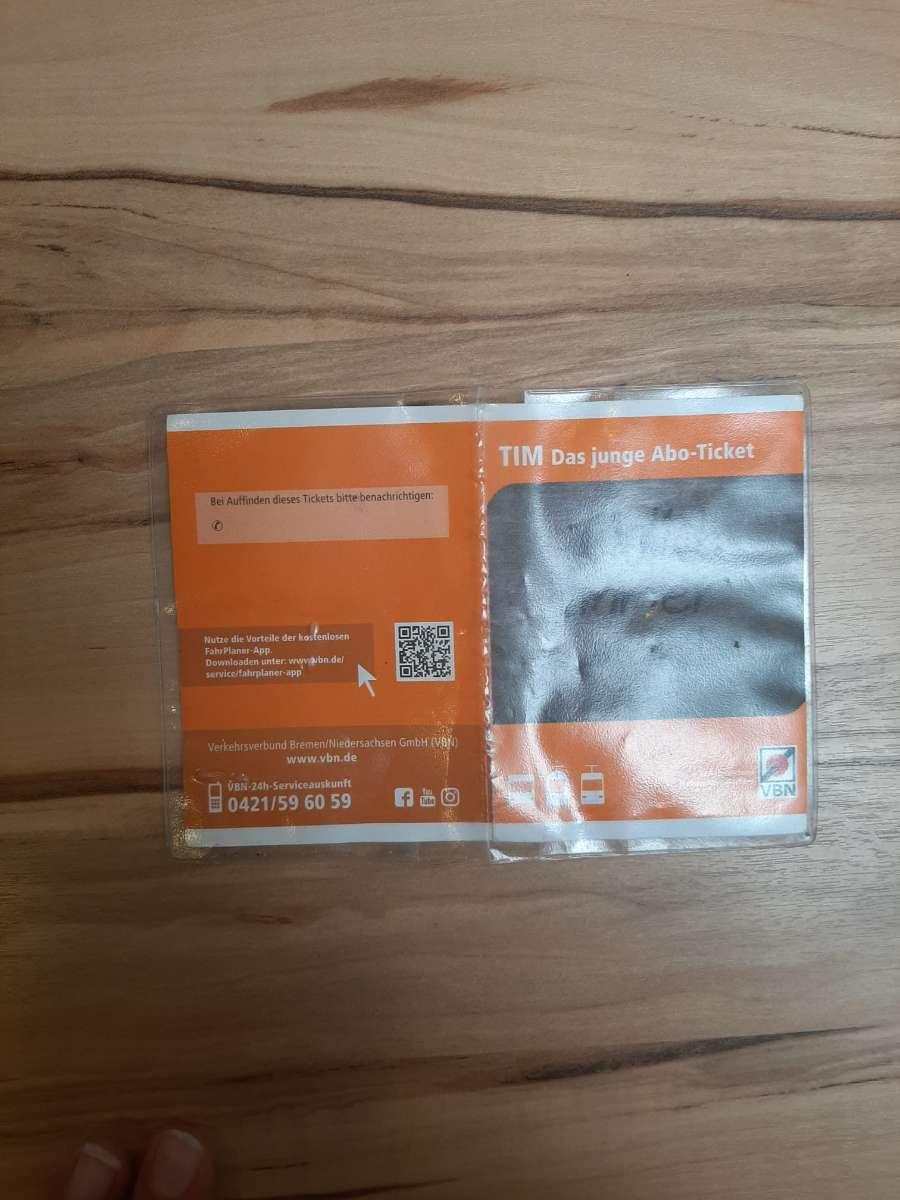 Bei Auffinden dieses Tickets bitte benachrichtigen:
✆
Nutze die Vorteile der kostenlosen
FahrPlaner-App.
Downloaden unter: www.vbn.de/
service/fahrplaner-app
Verkehrsverbund Bremen/Niedersachsen GmbH (VBN)
www.vbn.de
VBN-24h-Serviceauskunft
0421/59 60 59
You
Tube
TIM Das junge Abo-Ticket
VBN